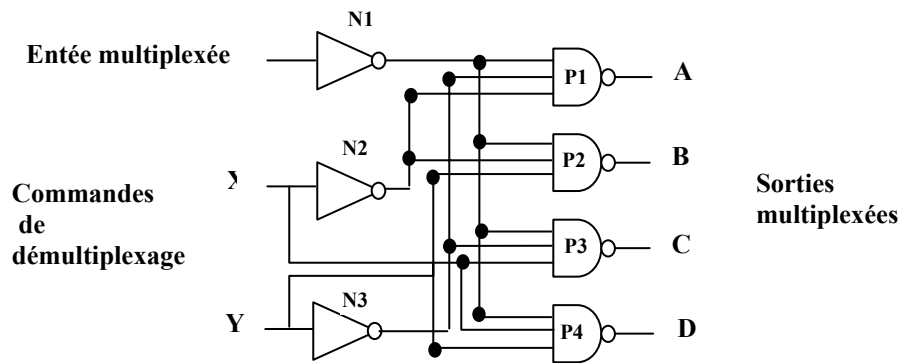 N1
Entée multiplexée
A
P1
N2
B
P2
X
Commandes
de
démultiplexage
Sorties
multiplexées
P3
C
N3
Y
P4
D